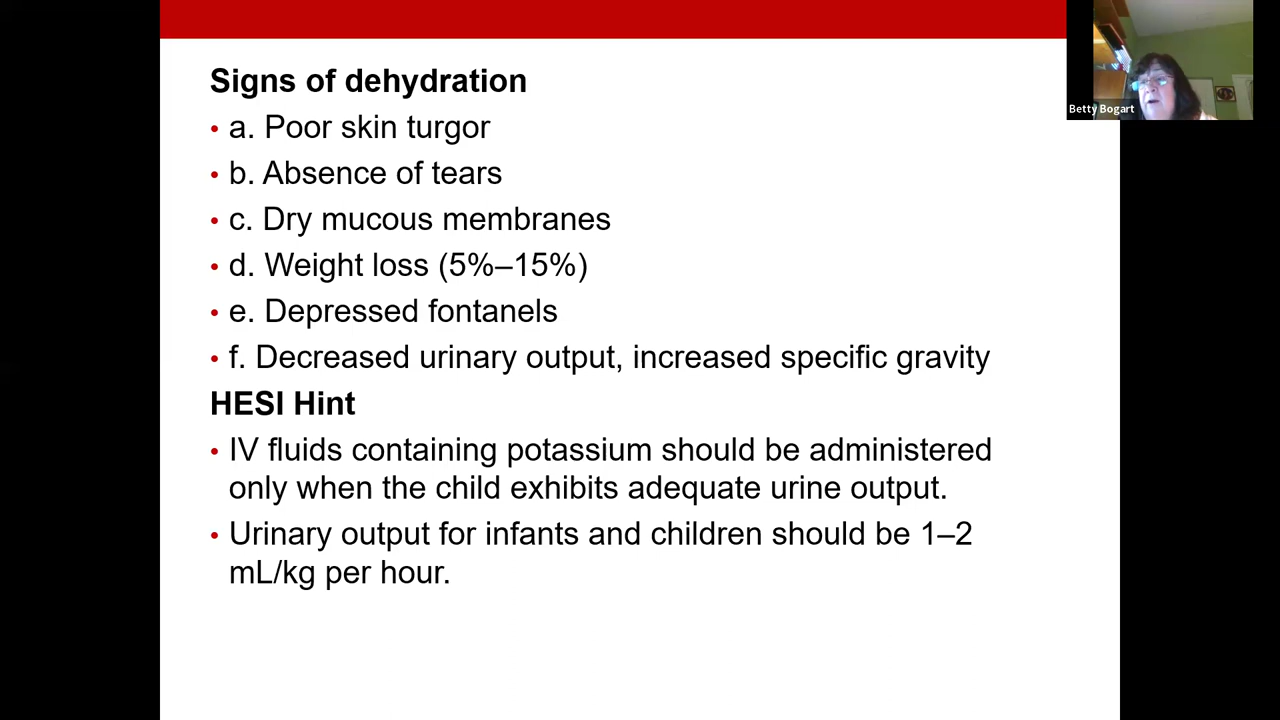 Signs of dehydration
• a. Poor skin turgor
• b. Absence of tears
• c. Dry mucous membranes
• d. Weight loss (5%–15%)
• e. Depressed fontanels
• f. Decreased urinary output, increased specific gravity
HESI Hint
• IV fluids containing potassium should be administered
only when the child exhibits adequate urine output.
• Urinary output for infants and children should be 1–2
mL/kg per hour.
Betty Bogart